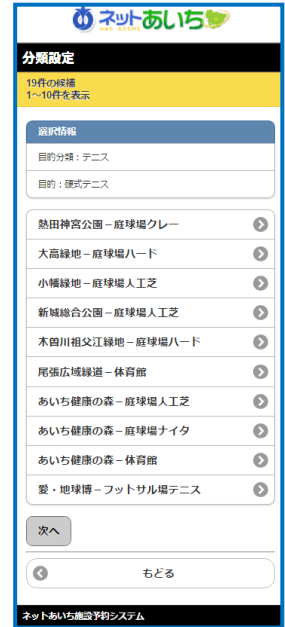 ネットあいち
NET AICHI
分類設定
19件の候補
1～10件を表示
選択情報
目的分類：テニス
目的：硬式テニス
熱田神宮公園－庭球場クレー
大高緑地－庭球場ハード
小幡緑地－庭球場人工芝
新城総合公園－庭球場人工芝
木曽川祖父江緑地－庭球場ハード
尾張広域緑道－体育館
あいち健康の森－庭球場人工芝
あいち健康の森－庭球場ナイタ
あいち健康の森－体育館
愛・地球博－フットサル場テニス
次へ
もどる
ネットあいち施設予約システム